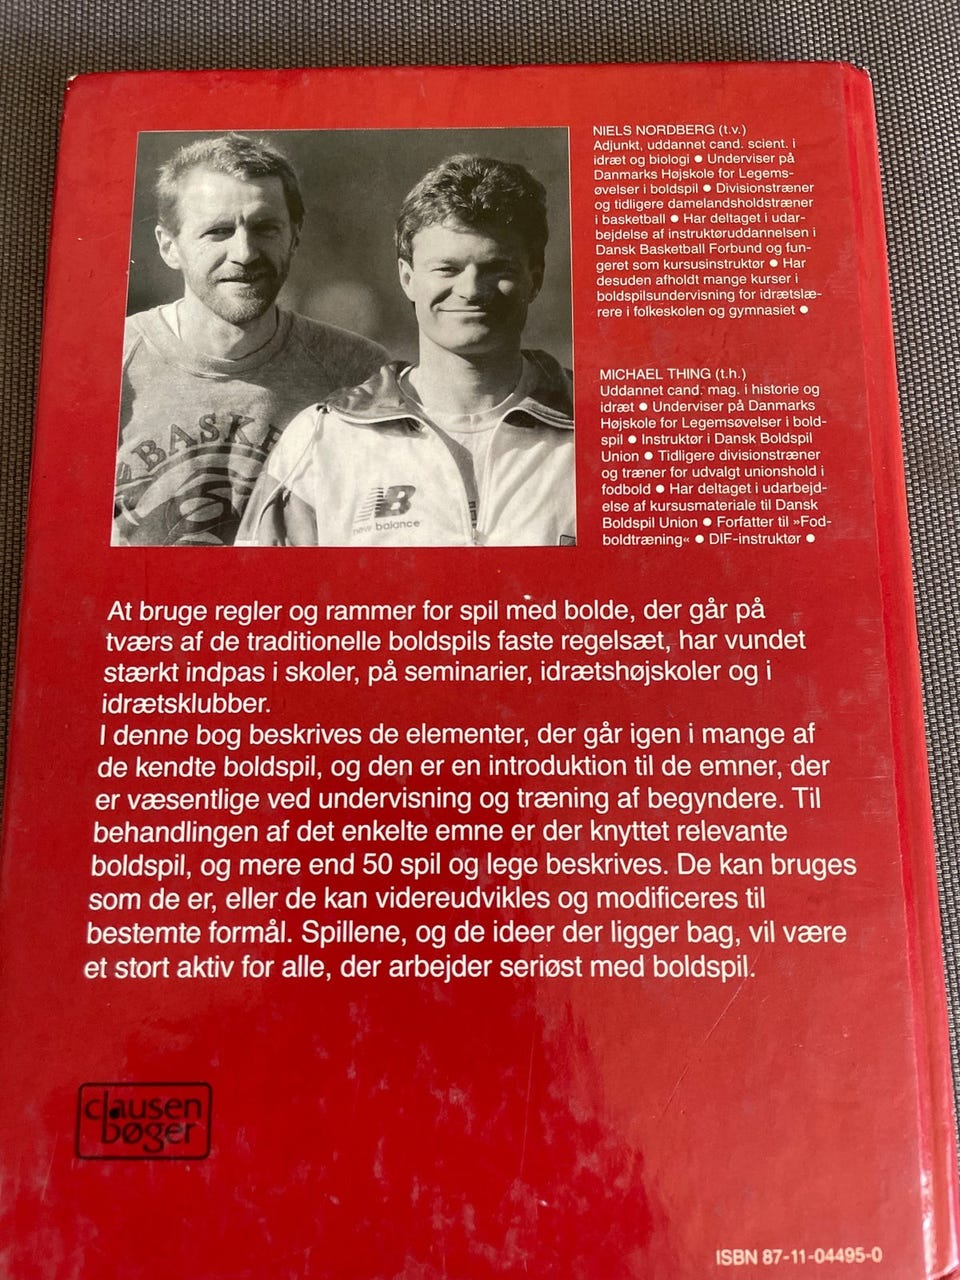 NIELS NORDBERG (t.v.)
Adjunkt, uddannet cand. scient. i
idræt og biologi ● Underviser på
Danmarks Højskole for Legems-
øvelser i boldspil ● Divisionstræner
og tidligere damelandsholdstræner
i basketball ● Har deltaget i udar-
bejdelse af instruktøruddannelsen i
Dansk Basketball Forbund og fun-
geret som kursusinstruktør ● Har
desuden afholdt mange kurser i
boldspilsundervisning for idrætslæ-
rere i folkeskolen og gymnasiet ●
MICHAEL THING (t.h.)
Uddannet cand. mag. i historie og
idræt ● Underviser på Danmarks
Højskole for Legemsøvelser i bold-
spil ● Instruktør i Dansk Boldspil
Union ● Tidligere divisionstræner
og træner for udvalgt unionshold i
fodbold ● Har deltaget i udarbejd-
else af kursusmateriale til Dansk
Boldspil Union ● Forfatter til »Fod-
boldtræning« ● DIF-instruktør ●
BASKE
NB
new balance
At bruge regler og rammer for spil med bolde, der går på
tværs af de traditionelle boldspils faste regelsæt, har vundet
stærkt indpas i skoler, på seminarier, idrætshøjskoler og i
idrætsklubber.
I denne bog beskrives de elementer, der går igen i mange af
de kendte boldspil, og den er en introduktion til de emner, der
er væsentlige ved undervisning og træning af begyndere. Til
behandlingen af det enkelte emne er der knyttet relevante
boldspil, og mere end 50 spil og lege beskrives. De kan bruges
som de er, eller de kan videreudvikles og modificeres til
bestemte formål. Spillene, og de ideer der ligger bag, vil være
et stort aktiv for alle, der arbejder seriøst med boldspil.
clausen
bøger
ISBN 87-11-04495-0